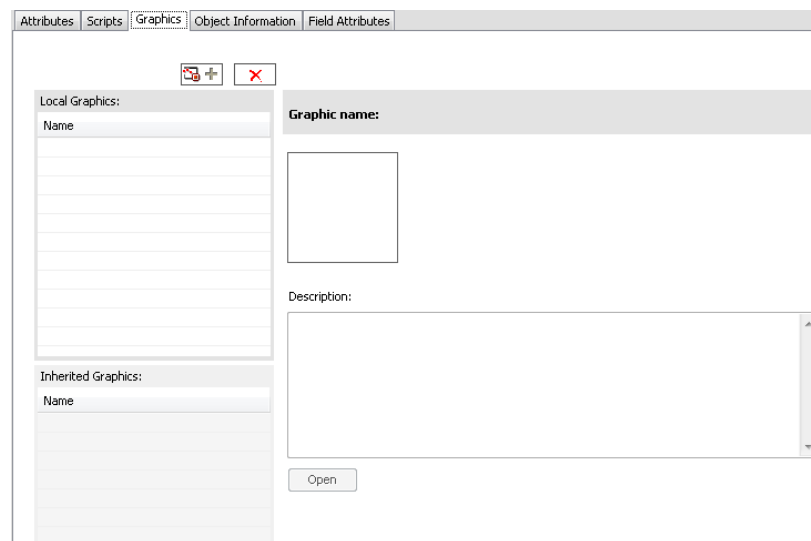 Attributes Scripts Graphics Object Information Field Attributes
Local Graphics:
Name
Graphic name:
Description:
Inherited Graphics:
Name
Open